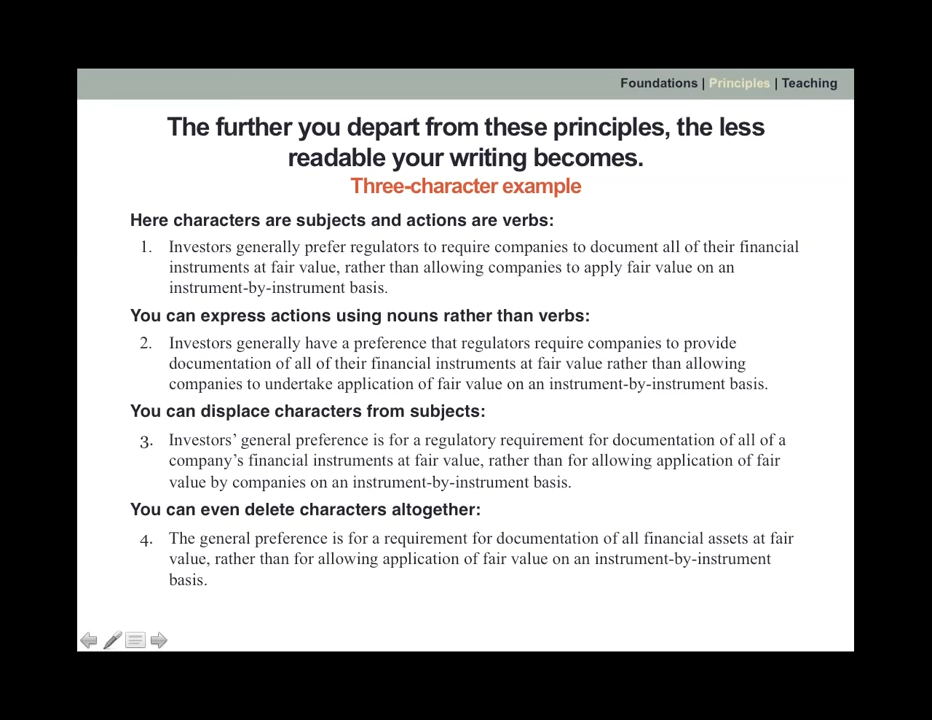 Foundations | Principles | Teaching
The further you depart from these principles, the less
readable your writing becomes.
Three-character example
Here characters are subjects and actions are verbs:
1. Investors generally prefer regulators to require companies to document all of their financial
instruments at fair value, rather than allowing companies to apply fair value on an
instrument-by-instrument basis.
You can express actions using nouns rather than verbs:
2. Investors generally have a preference that regulators require companies to provide
documentation of all of their financial instruments at fair value rather than allowing
companies to undertake application of fair value on an instrument-by-instrument basis.
You can displace characters from subjects:
3. Investors’ general preference is for a regulatory requirement for documentation of all of a
company’s financial instruments at fair value, rather than for allowing application of fair
value by companies on an instrument-by-instrument basis.
You can even delete characters altogether:
4. The general preference is for a requirement for documentation of all financial assets at fair
value, rather than for allowing application of fair value on an instrument-by-instrument
basis.